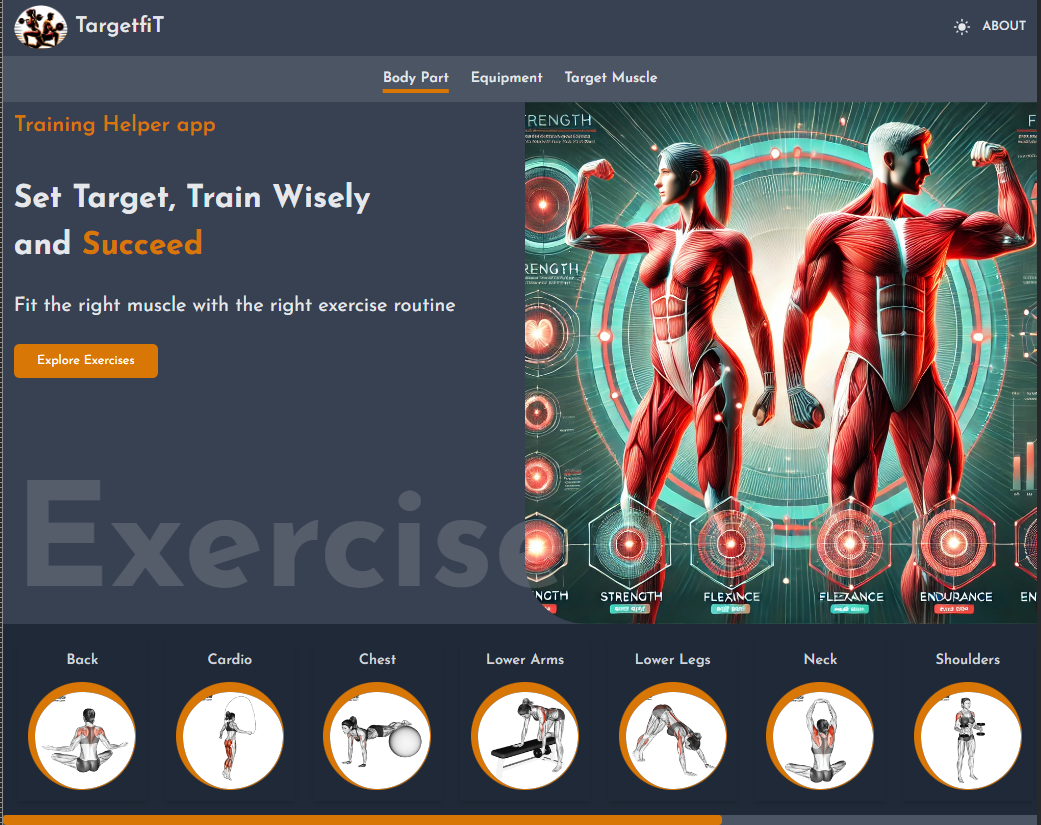 TargetfiT
ABOUT
Body Part
Equipment
Target Muscle
Training Helper app
Set Target, Train Wisely
and Succeed
Fit the right muscle with the right exercise routine
Explore Exercises
Exercise
TRENGTH
F
RENGTH
NGTH
STRENGTH
FLEXINCE
FLEXANCE
ENDURANCE
EN
Back
Cardio
Chest
Lower Arms
Lower Legs
Neck
Shoulders